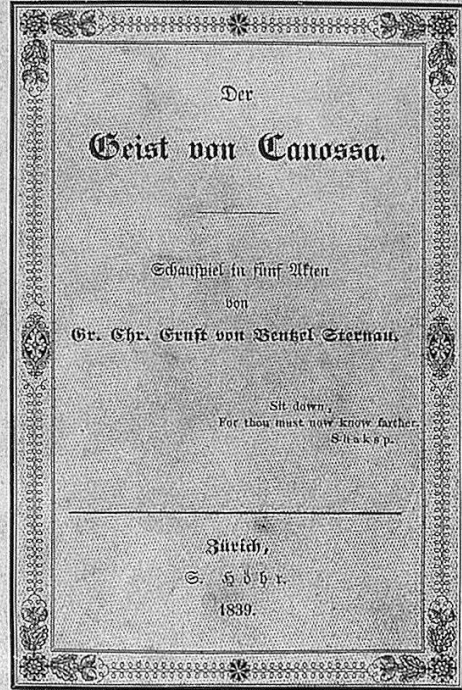 Der
Geist von Canossa.
Schauspiel in fünf Akten
von
Gr. Chr. Ernst von Bentzel Sternau.
Sit down,
For thou must now know farther.
Shaksp.
Zürich,
S. Höhr.
1839.